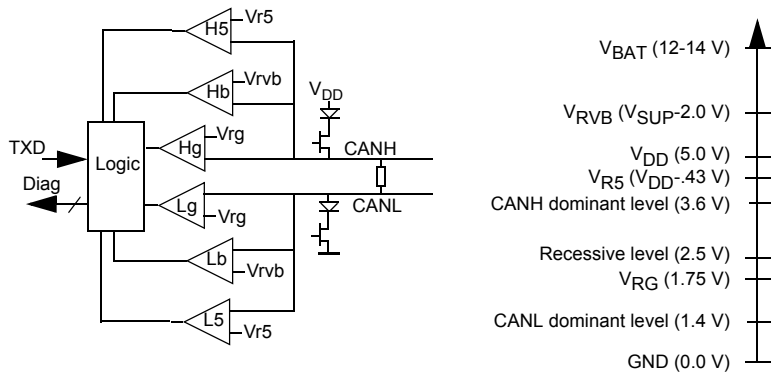 H5
Vr5
Hb
Vrvb
VDD
TXD
Logic
Hg
Vrg
CANH
Diag
Lg
Vrg
CANL
Lb
Vrvb
L5
Vr5
VBAT (12-14 V)
VRVB (VSUP-2.0 V)
VDD (5.0 V)
VR5 (VDD-.43 V)
CANH dominant level (3.6 V)
Recessive level (2.5 V)
VRG (1.75 V)
CANL dominant level (1.4 V)
GND (0.0 V)